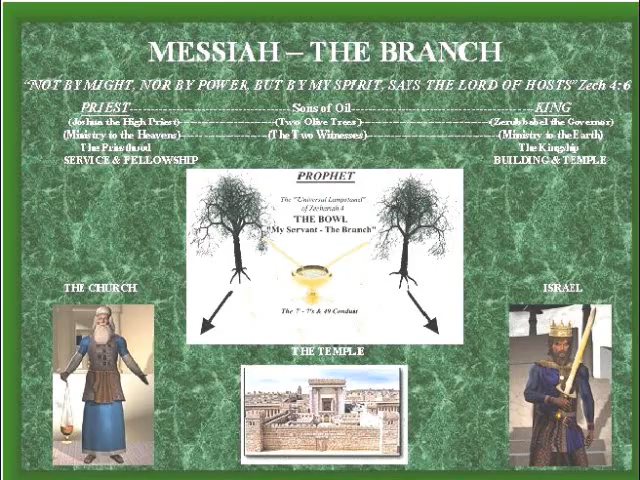 MESSIAH – THE BRANCH
"NOT BY MIGHT, NOR BY POWER, BUT BY MY SPIRIT, SAYS THE LORD OF HOSTS" Zech 4:6
PRIEST------------------------Sons of Oil------------------------KING
(Joshua the High Priest)------------------(Two Olive Trees)------------------(Zerubbabel the Governor)
(Ministry to the Heavens)-----------------(The Two Witnesses)-----------------(Ministry to the Earth)
The Priesthood The Kingship
SERVICE & FELLOWSHIP BUILDING & TEMPLE
PROPHET
The "Universal Lampstand"
of Zechariah 4
THE BOWL
"My Servant - The Branch"
The 7 - 7's & 49 Conduit
THE CHURCH ISRAEL
THE TEMPLE